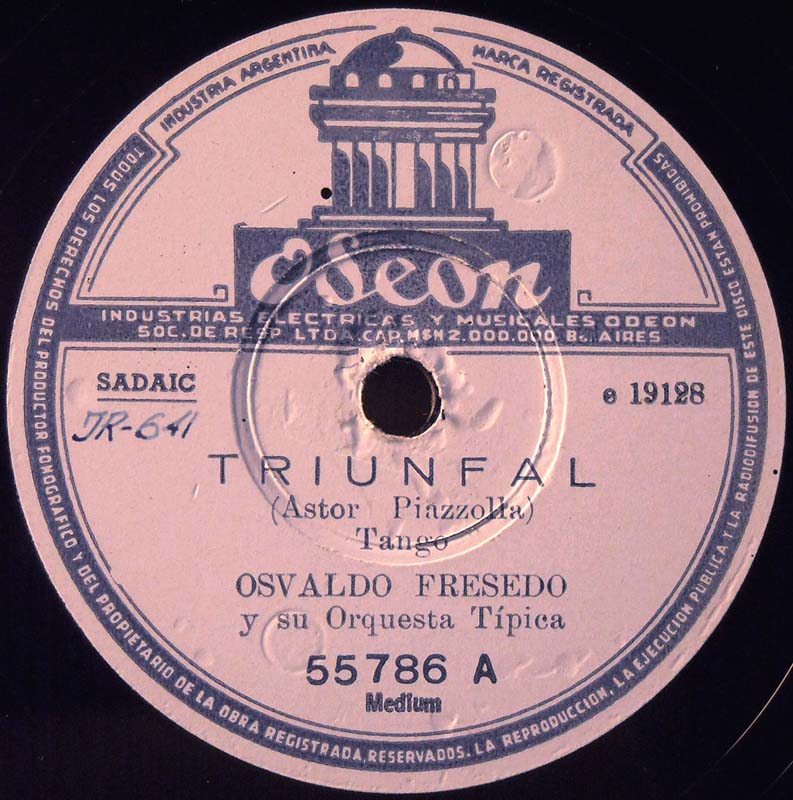 INDUSTRIA ARGENTINA
MARCA REGISTRADA
Odeon
INDUSTRIAS ELECTRICAS Y MUSICALES ODEON
SOC. DE RESP. LTDA. CAP. M$N 2.000.000 Bs. AIRES
SADAIC
e 19128
JR-641
TRIUNFAL
(Astor Piazzolla)
Tango
OSVALDO FRESEDO
y su Orquesta Típica
55786 A
Medium
TODOS LOS DERECHOS DEL PRODUCTOR FONOGRAFICO Y DEL PROPIETARIO DE LA OBRA REGISTRADA, RESERVADOS. LA REPRODUCCION, LA EJECUCION PUBLICA Y LA RADIODIFUSION DE ESTE DISCO ESTAN PROHIBIDAS